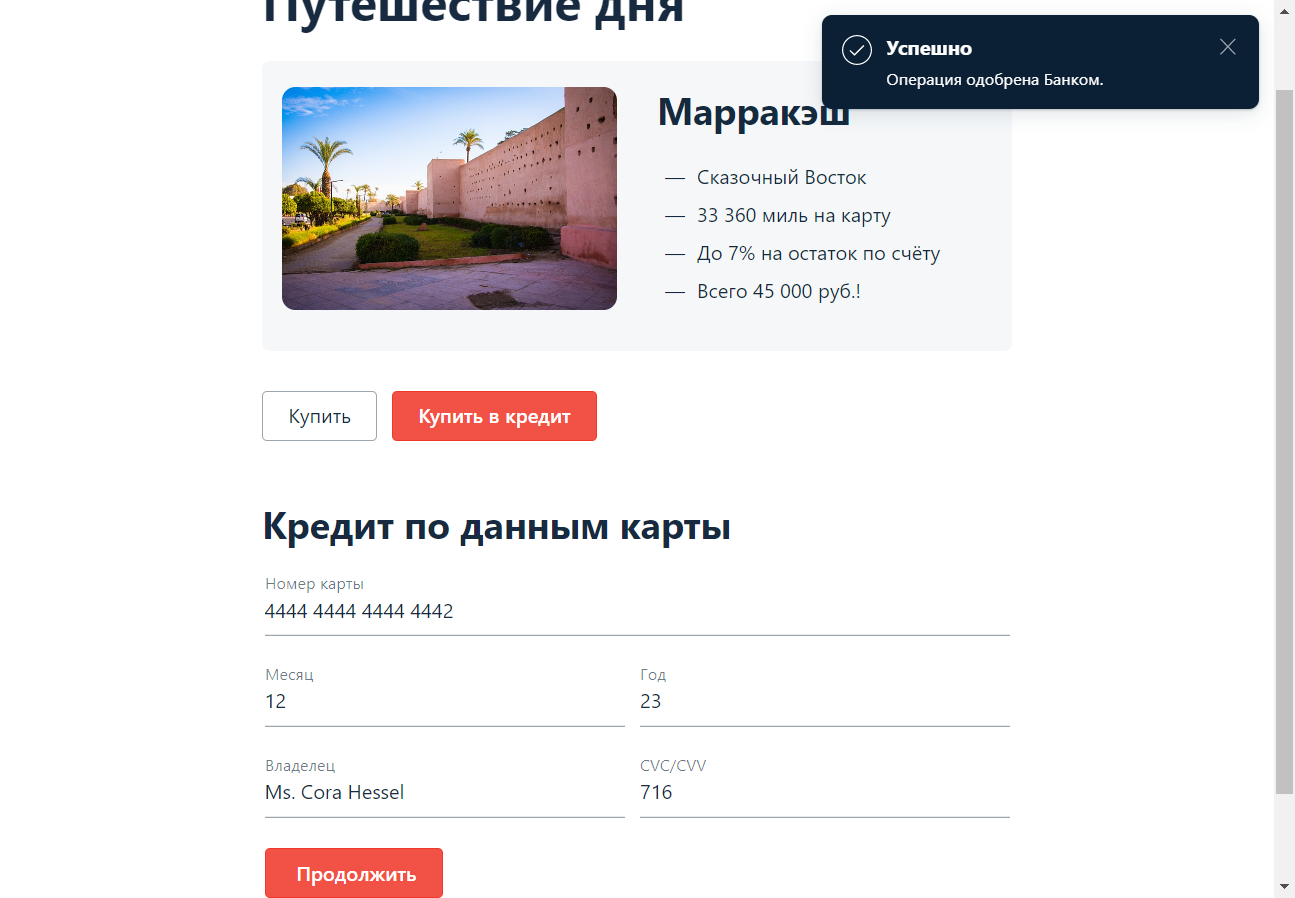 Путешествие дня
Успешно
Операция одобрена Банком.
Марракэш
— Сказочный Восток
— 33 360 миль на карту
— До 7% на остаток по счёту
— Всего 45 000 руб.!
Купить
Купить в кредит
Кредит по данным карты
Номер карты
4444 4444 4444 4442
Месяц
Год
12
23
Владелец
CVC/CVV
Ms. Cora Hessel
716
Продолжить